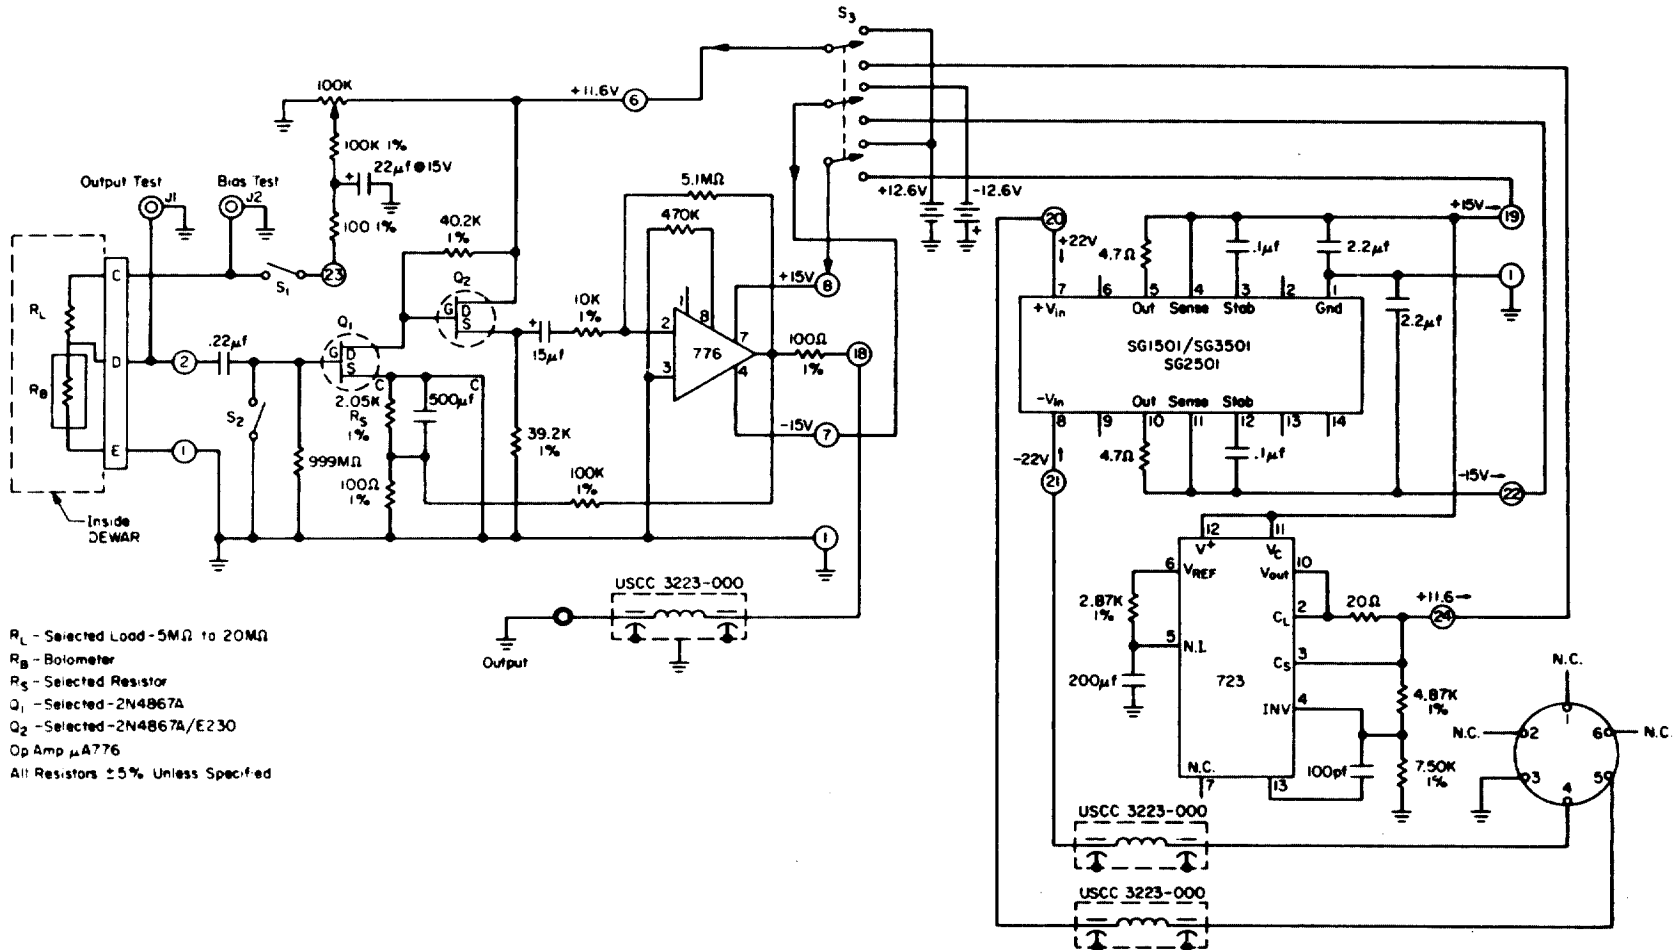 S3
100K
+11.6V
6
100K 1%
+
22µf@15V
Output Test
J1
Bias Test
J2
100 1%
5.1MΩ
470K
40.2K
1%
+12.6V
-12.6V
+
+15V→
19
20
+22V
↓
4.7Ω
.1µf
2.2µf
C
S1
23
Q2
G
D
S
10K
1%
+
15µf
+15V
8
1
8
2
7
3
4
776
100Ω
1%
18
7 6 5 4 3 2 1
+Vin Out Sense Stab Gnd
1
2.2µf
SG1501/SG3501
SG2501
RL
D
2
.22µf
Q1
G
D
S
RB
S2
C
C
2.05K
RS
1%
500µf
-15V
7
-Vin Out Sense Stab
8 9 10 11 12 13 14
E
1
999MΩ
39.2K
1%
-22V
↑
21
4.7Ω
.1µf
-15V→
22
100Ω
1%
100K
1%
Inside
DEWAR
1
12 11
V+ VC
6 VREF
Vout 10
USCC 3223-000
2.87K
1%
CL 2
20Ω
+11.6→
24
Output
5 N.I.
CS 3
200µf
723
INV 4
4.87K
1%
N.C.
7
13
100pf
7.50K
1%
N.C.
1
N.C. 2
6 N.C.
3
4
5
RL - Selected Load-5MΩ to 20MΩ
RB - Bolometer
RS - Selected Resistor
Q1 - Selected-2N4867A
Q2 - Selected-2N4867A/E230
Op Amp µA776
All Resistors ±5% Unless Specified
USCC 3223-000
USCC 3223-000